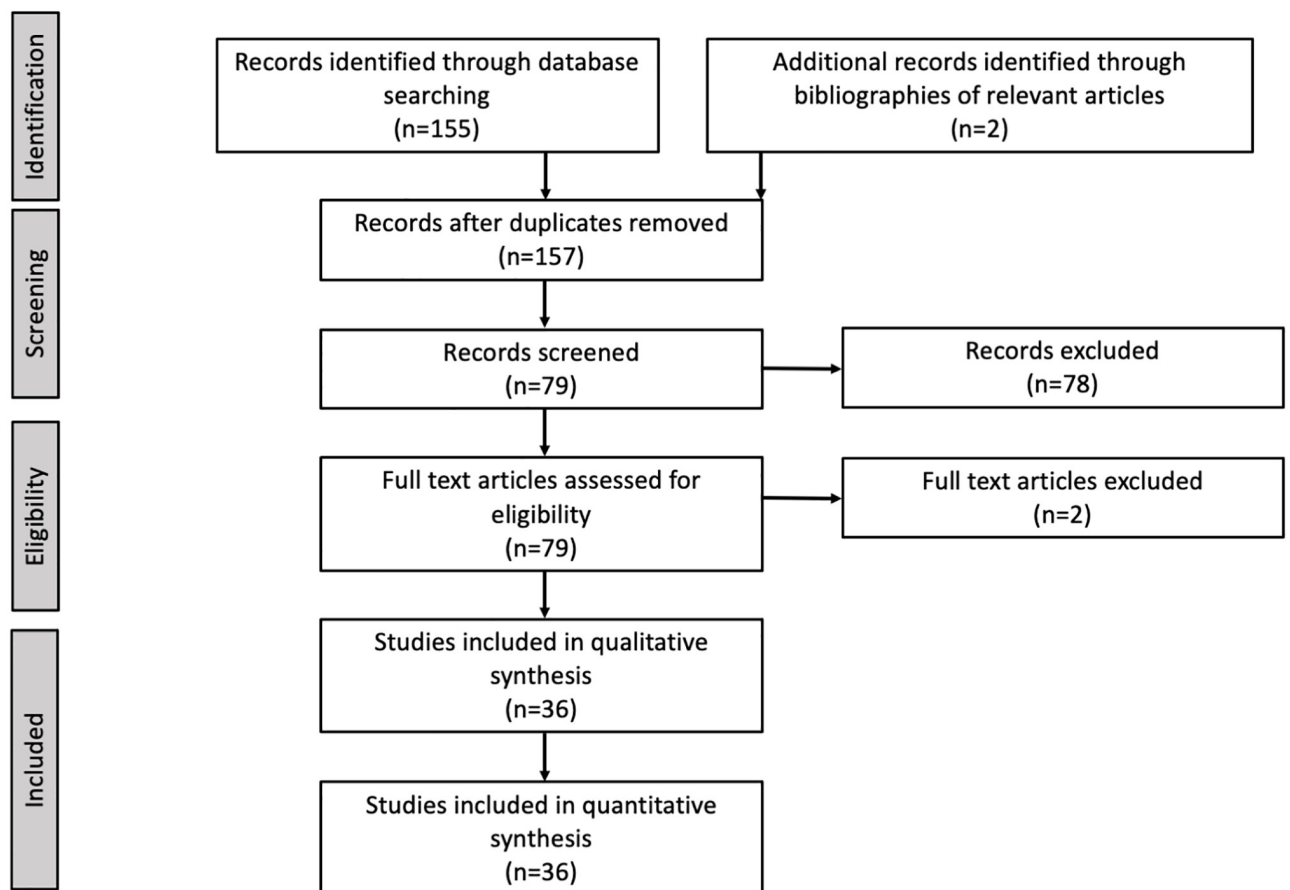 Identification
Records identified through database
searching
(n=155)
Additional records identified through
bibliographies of relevant articles
(n=2)
Screening
Records after duplicates removed
(n=157)
Records screened
(n=79)
Records excluded
(n=78)
Eligibility
Full text articles assessed for
eligibility
(n=79)
Full text articles excluded
(n=2)
Included
Studies included in qualitative
synthesis
(n=36)
Studies included in quantitative
synthesis
(n=36)